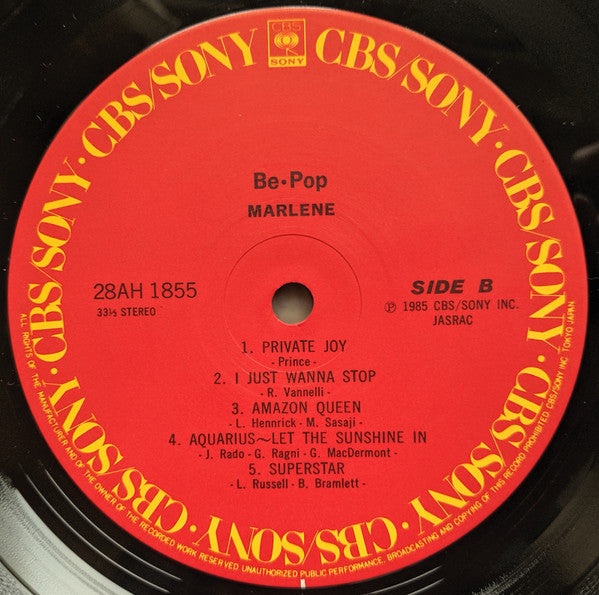 CBS/SONY · CBS/SONY · CBS/SONY · CBS/SONY · CBS/SONY · CBS/SONY · CBS/SONY · CBS/SONY
CBS
SONY
Be•Pop
MARLENE
28AH 1855
33⅓ STEREO
SIDE B
Ⓟ 1985 CBS/SONY INC.
JASRAC
1. PRIVATE JOY
- Prince -
2. I JUST WANNA STOP
- R. Vannelli -
3. AMAZON QUEEN
- L. Hennrick - M. Sasaji -
4. AQUARIUS~LET THE SUNSHINE IN
- J. Rado - G. Ragni - G. MacDermont -
5. SUPERSTAR
- L. Russell - B. Bramlett -
ALL RIGHTS OF THE MANUFACTURER AND OF THE OWNER OF THE RECORDED WORK RESERVED. UNAUTHORIZED PUBLIC PERFORMANCE, BROADCASTING AND COPYING OF THIS RECORD PROHIBITED CBS/SONY INC. TOKYO JAPAN